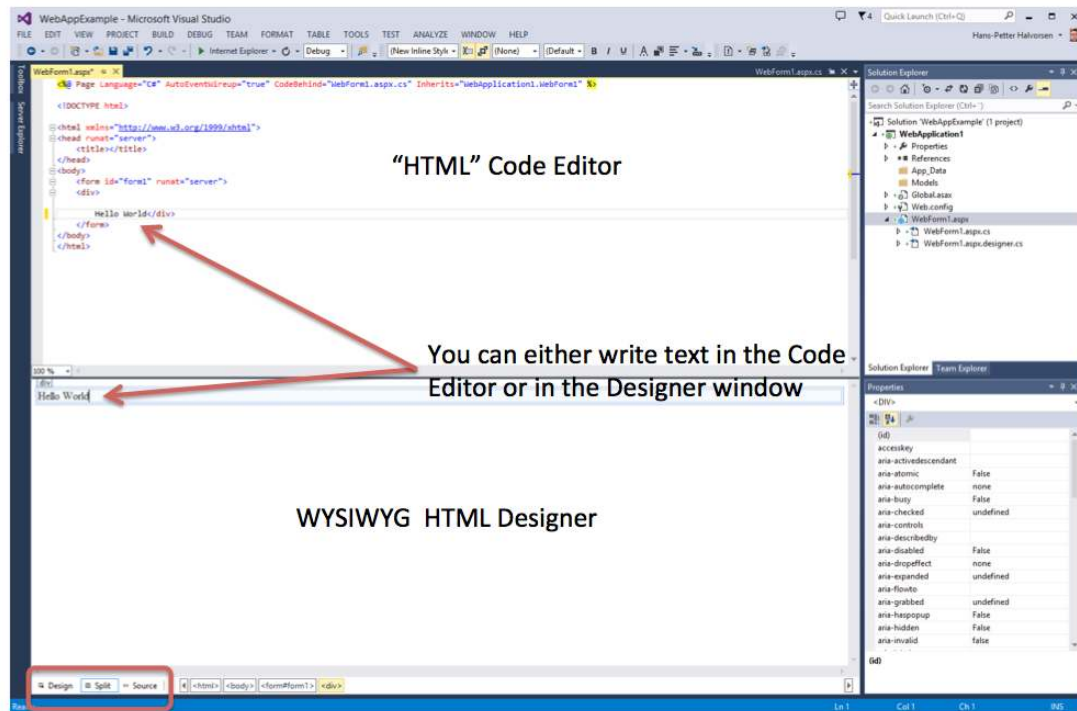 WebAppExample - Microsoft Visual Studio
4
Quick Launch (Ctrl+Q)
FILE EDIT VIEW PROJECT BUILD DEBUG TEAM FORMAT TABLE TOOLS TEST ANALYZE WINDOW HELP
Hans-Petter Halvorsen
Internet Explorer
Debug
(New Inline Style
(None)
(Default
B I U A
Toolbox
Server Explorer
WebForm1.aspx*
WebForm1.aspx.cs
<%@ Page Language="C#" AutoEventWireup="true" CodeBehind="WebForm1.aspx.cs" Inherits="WebApplication1.WebForm1" %>
<!DOCTYPE html>
<html xmlns="http://www.w3.org/1999/xhtml">
<head runat="server">
<title></title>
</head>
<body>
<form id="form1" runat="server">
<div>
Hello World</div>
</form>
</body>
</html>
"HTML" Code Editor
You can either write text in the Code
Editor or in the Designer window
100 %
div
Hello World
WYSIWYG HTML Designer
Design Split Source
<html> <body> <form#form1> <div>
Solution Explorer
Search Solution Explorer (Ctrl+¨)
Solution 'WebAppExample' (1 project)
WebApplication1
Properties
References
App_Data
Models
Global.asax
Web.config
WebForm1.aspx
WebForm1.aspx.cs
WebForm1.aspx.designer.cs
Solution Explorer Team Explorer
Properties
<DIV>
(id)
accesskey
aria-activedescendant
aria-atomic False
aria-autocomplete none
aria-busy False
aria-checked undefined
aria-controls
aria-describedby
aria-disabled False
aria-dropeffect none
aria-expanded undefined
aria-flowto
aria-grabbed undefined
aria-haspopup False
aria-hidden False
aria-invalid false
(id)
Ln 1 Col 1 Ch 1 INS